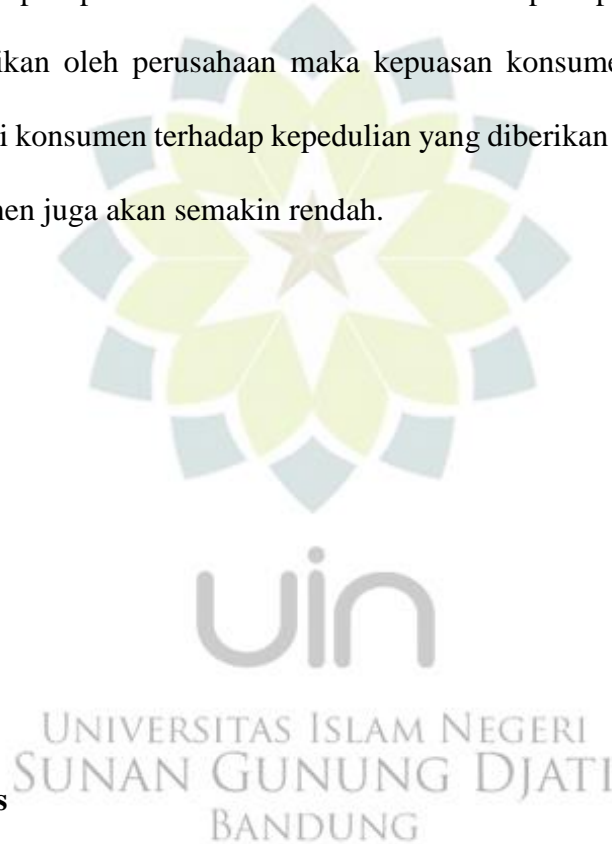 ikan oleh perusahaan maka kepuasan konsume
i konsumen terhadap kepedulian yang diberikan
nen juga akan semakin rendah.
uin
UNIVERSITAS ISLAM NEGERI
SUNAN GUNUNG DJATI
s
BANDUNG